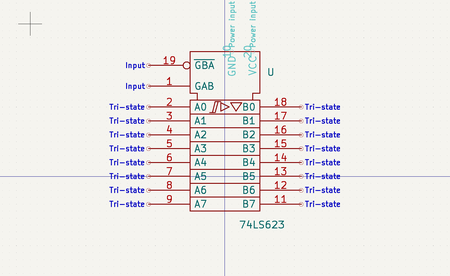 Power input Power input
10 20
GND VCC
Input 19 GBA U
Input 1 GAB
Tri-state 2 A0 B0 18 Tri-state
Tri-state 3 A1 B1 17 Tri-state
Tri-state 4 A2 B2 16 Tri-state
Tri-state 5 A3 B3 15 Tri-state
Tri-state 6 A4 B4 14 Tri-state
Tri-state 7 A5 B5 13 Tri-state
Tri-state 8 A6 B6 12 Tri-state
Tri-state 9 A7 B7 11 Tri-state
74LS623